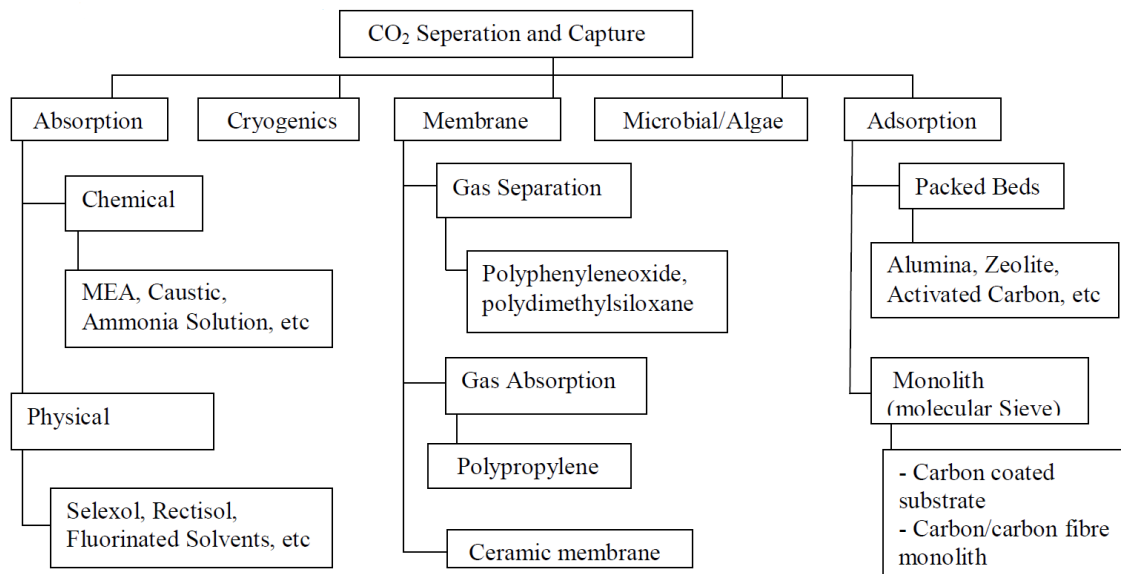 CO₂ Seperation and Capture
Absorption
Cryogenics
Membrane
Microbial/Algae
Adsorption
Chemical
MEA, Caustic,
Ammonia Solution, etc
Physical
Selexol, Rectisol,
Fluorinated Solvents, etc
Gas Separation
Polyphenyleneoxide,
polydimethylsiloxane
Gas Absorption
Polypropylene
Ceramic membrane
Packed Beds
Alumina, Zeolite,
Activated Carbon, etc
Monolith
(molecular Sieve)
- Carbon coated
substrate
- Carbon/carbon fibre
monolith